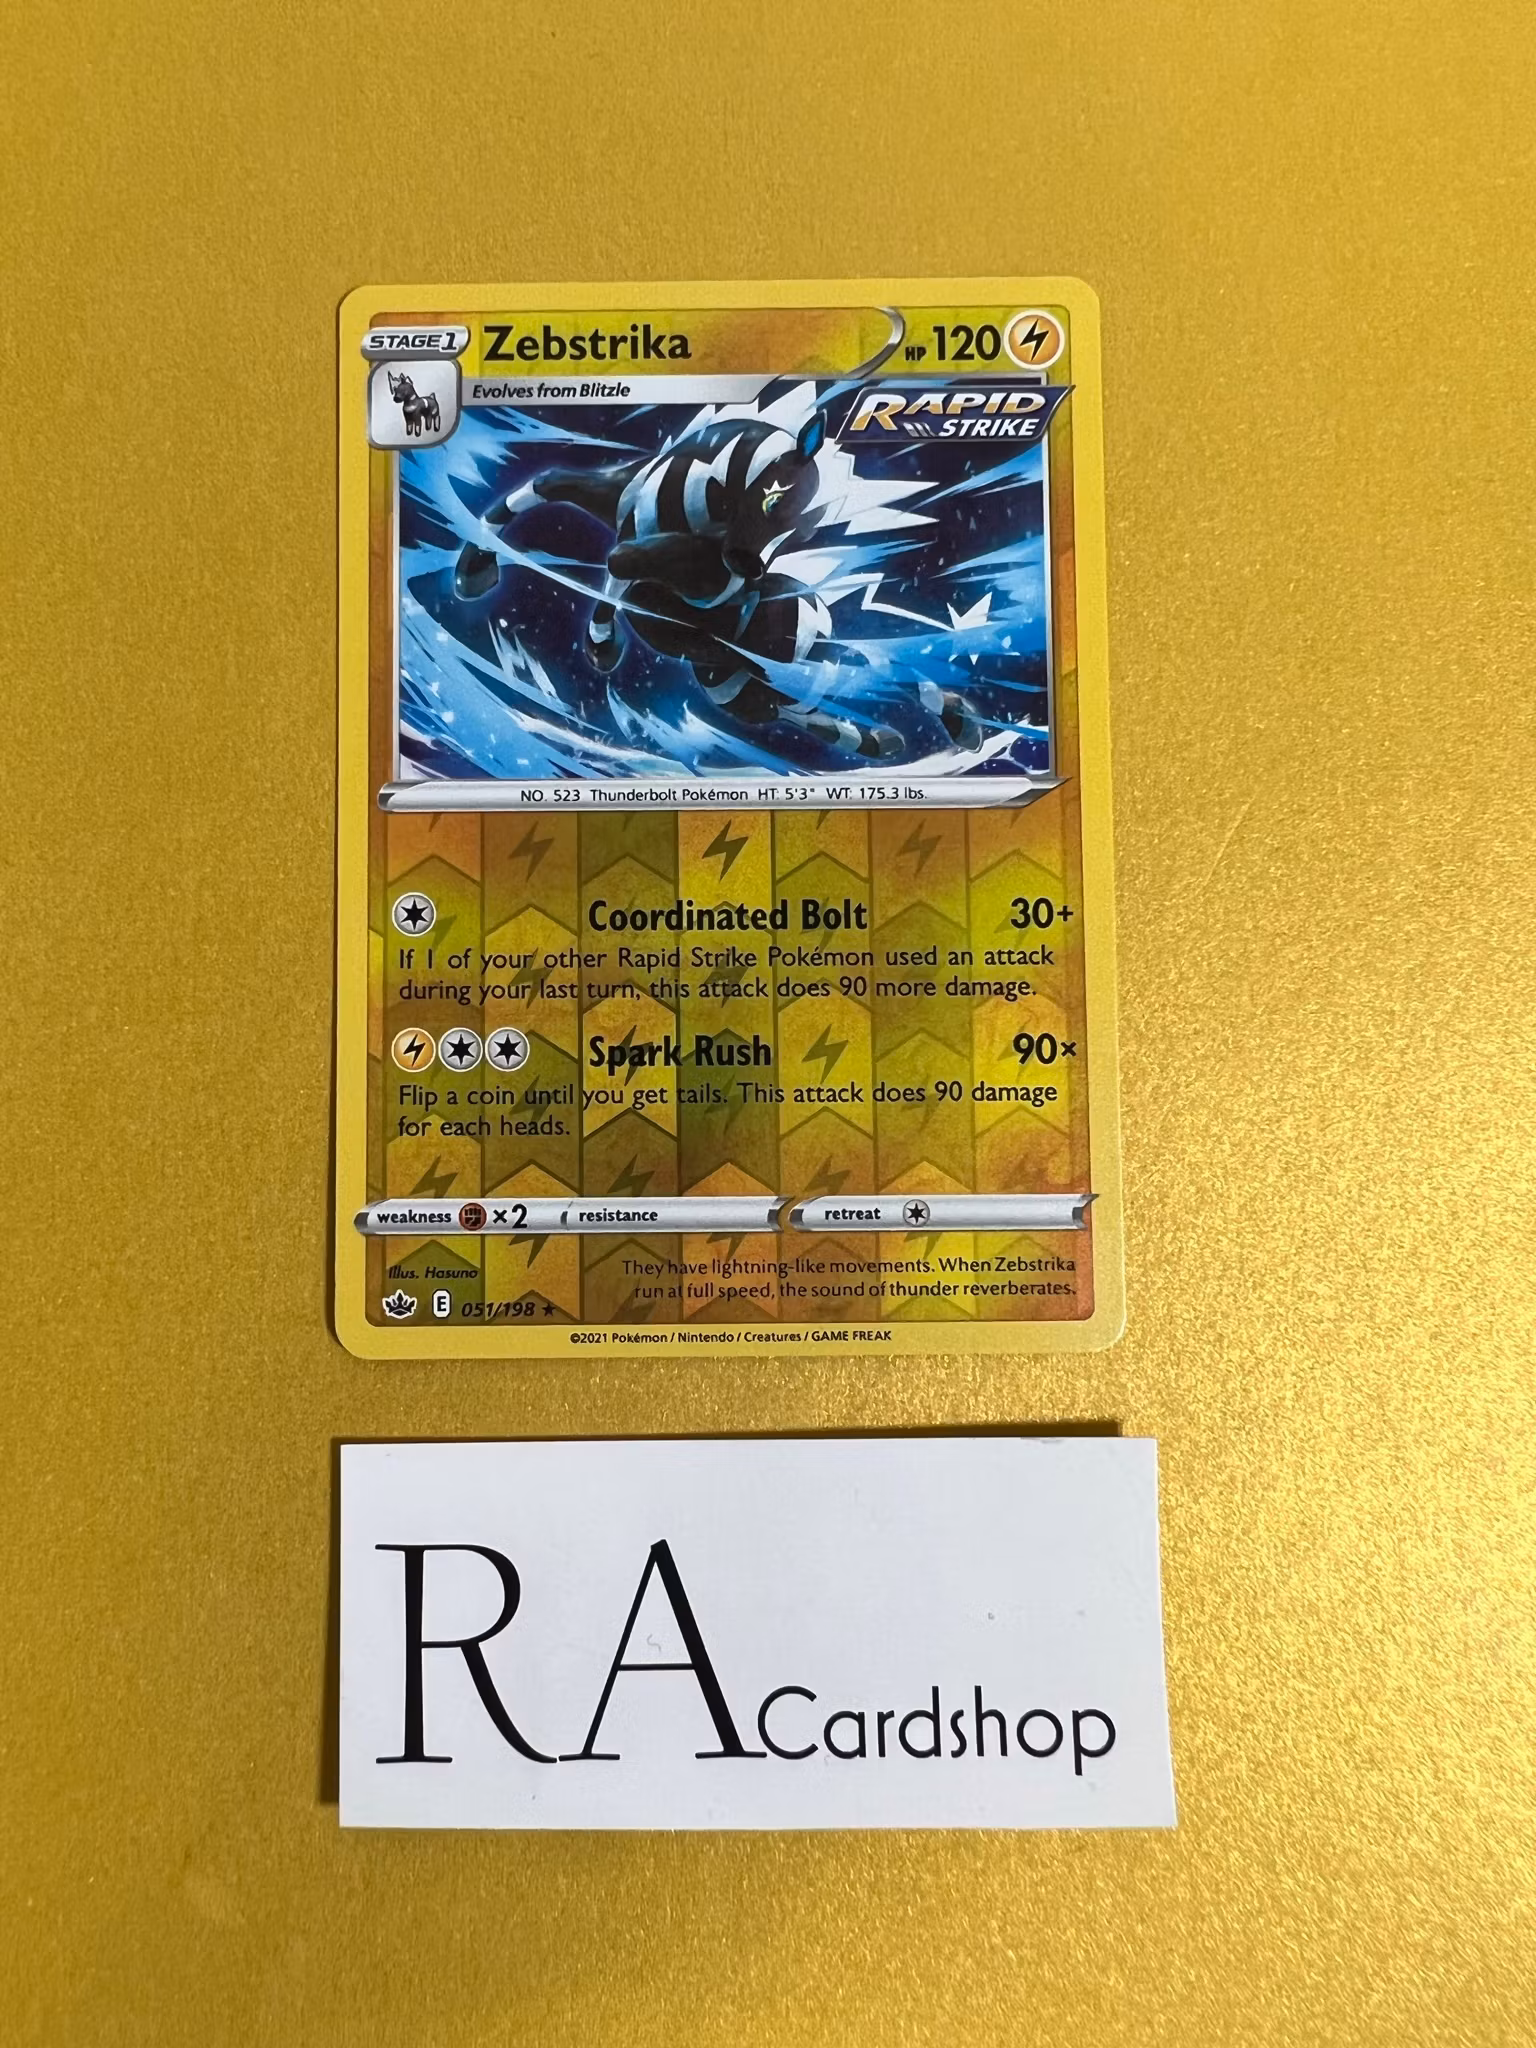 STAGE 1
Zebstrika
HP 120
Evolves from Blitzle
RAPID
STRIKE
NO. 523 Thunderbolt Pokémon HT: 5'3" WT: 175.3 lbs.
Coordinated Bolt 30+
If 1 of your other Rapid Strike Pokémon used an attack
during your last turn, this attack does 90 more damage.
Spark Rush 90×
Flip a coin until you get tails. This attack does 90 damage
for each heads.
weakness ×2 resistance retreat
Illus. Hasuno
They have lightning-like movements. When Zebstrika
run at full speed, the sound of thunder reverberates.
E 051/198 ★
©2021 Pokémon / Nintendo / Creatures / GAME FREAK
RA Cardshop